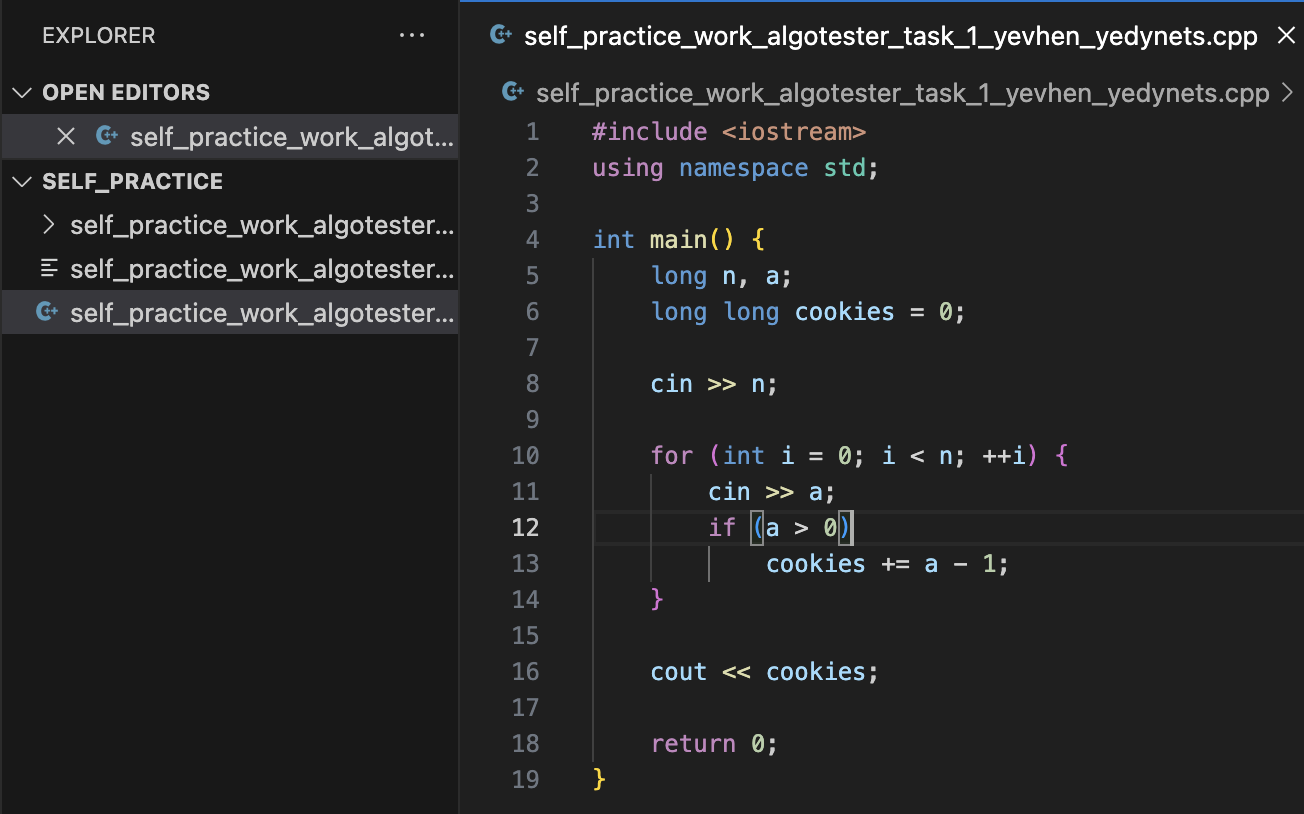 EXPLORER ...
OPEN EDITORS
self_practice_work_algot...
SELF_PRACTICE
self_practice_work_algotester...
self_practice_work_algotester...
self_practice_work_algotester...
self_practice_work_algotester_task_1_yevhen_yedynets.cpp
self_practice_work_algotester_task_1_yevhen_yedynets.cpp >
1 #include <iostream>
2 using namespace std;
3
4 int main() {
5     long n, a;
6     long long cookies = 0;
7
8     cin >> n;
9
10     for (int i = 0; i < n; ++i) {
11         cin >> a;
12         if (a > 0)
13             cookies += a - 1;
14     }
15
16     cout << cookies;
17
18     return 0;
19 }